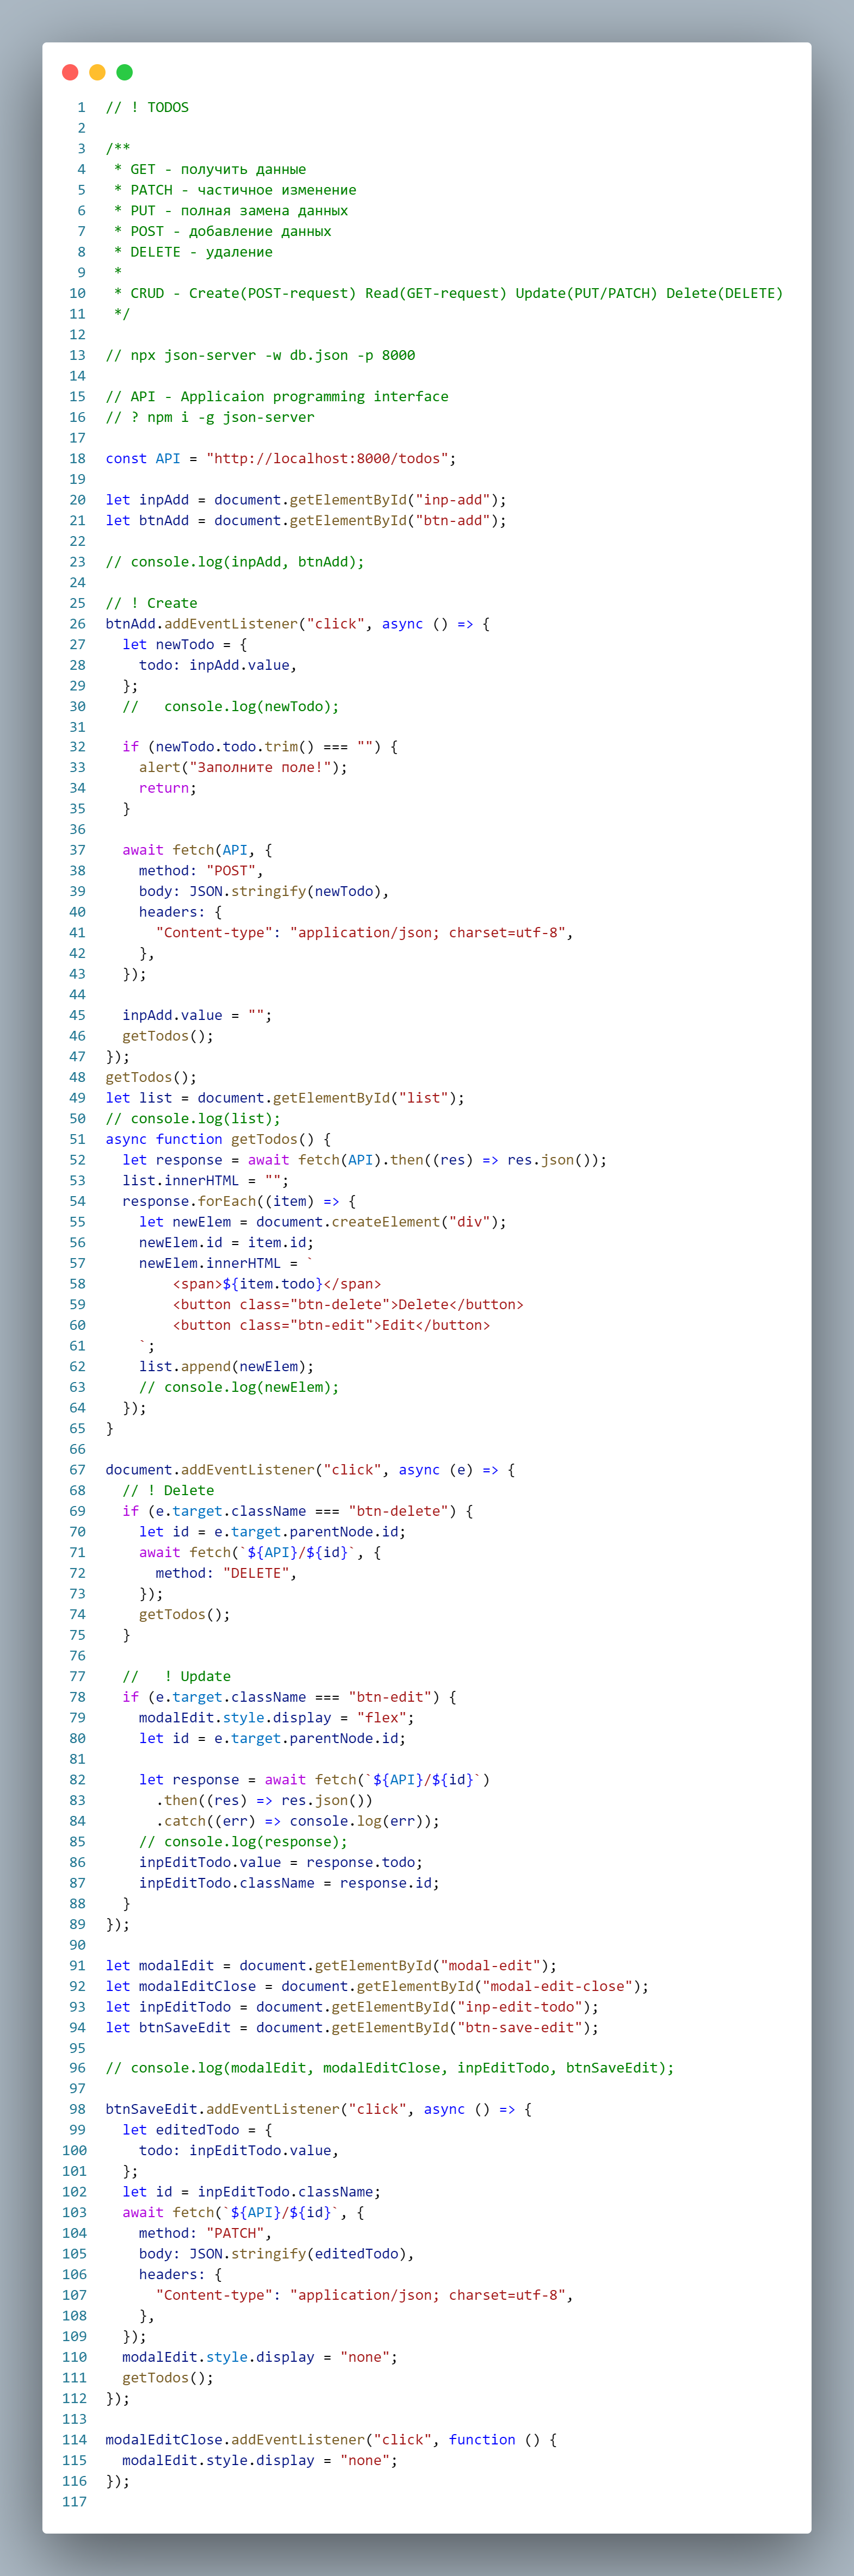 1 // ! TODOS
2
3 /**
4  * GET - получить данные
5  * PATCH - частичное изменение
6  * PUT - полная замена данных
7  * POST - добавление данных
8  * DELETE - удаление
9  *
10  * CRUD - Create(POST-request) Read(GET-request) Update(PUT/PATCH) Delete(DELETE)
11  */
12
13 // npx json-server -w db.json -p 8000
14
15 // API - Applicaion programming interface
16 // ? npm i -g json-server
17
18 const API = "http://localhost:8000/todos";
19
20 let inpAdd = document.getElementById("inp-add");
21 let btnAdd = document.getElementById("btn-add");
22
23 // console.log(inpAdd, btnAdd);
24
25 // ! Create
26 btnAdd.addEventListener("click", async () => {
27   let newTodo = {
28     todo: inpAdd.value,
29   };
30   //   console.log(newTodo);
31
32   if (newTodo.todo.trim() === "") {
33     alert("Заполните поле!");
34     return;
35   }
36
37   await fetch(API, {
38     method: "POST",
39     body: JSON.stringify(newTodo),
40     headers: {
41       "Content-type": "application/json; charset=utf-8",
42     },
43   });
44
45   inpAdd.value = "";
46   getTodos();
47 });
48 getTodos();
49 let list = document.getElementById("list");
50 // console.log(list);
51 async function getTodos() {
52   let response = await fetch(API).then((res) => res.json());
53   list.innerHTML = "";
54   response.forEach((item) => {
55     let newElem = document.createElement("div");
56     newElem.id = item.id;
57     newElem.innerHTML = `
58         <span>${item.todo}</span>
59         <button class="btn-delete">Delete</button>
60         <button class="btn-edit">Edit</button>
61     `;
62     list.append(newElem);
63     // console.log(newElem);
64   });
65 }
66
67 document.addEventListener("click", async (e) => {
68   // ! Delete
69   if (e.target.className === "btn-delete") {
70     let id = e.target.parentNode.id;
71     await fetch(`${API}/${id}`, {
72       method: "DELETE",
73     });
74     getTodos();
75   }
76
77   //   ! Update
78   if (e.target.className === "btn-edit") {
79     modalEdit.style.display = "flex";
80     let id = e.target.parentNode.id;
81
82     let response = await fetch(`${API}/${id}`)
83       .then((res) => res.json())
84       .catch((err) => console.log(err));
85     // console.log(response);
86     inpEditTodo.value = response.todo;
87     inpEditTodo.className = response.id;
88   }
89 });
90
91 let modalEdit = document.getElementById("modal-edit");
92 let modalEditClose = document.getElementById("modal-edit-close");
93 let inpEditTodo = document.getElementById("inp-edit-todo");
94 let btnSaveEdit = document.getElementById("btn-save-edit");
95
96 // console.log(modalEdit, modalEditClose, inpEditTodo, btnSaveEdit);
97
98 btnSaveEdit.addEventListener("click", async () => {
99   let editedTodo = {
100     todo: inpEditTodo.value,
101   };
102   let id = inpEditTodo.className;
103   await fetch(`${API}/${id}`, {
104     method: "PATCH",
105     body: JSON.stringify(editedTodo),
106     headers: {
107       "Content-type": "application/json; charset=utf-8",
108     },
109   });
110   modalEdit.style.display = "none";
111   getTodos();
112 });
113
114 modalEditClose.addEventListener("click", function () {
115   modalEdit.style.display = "none";
116 });
117